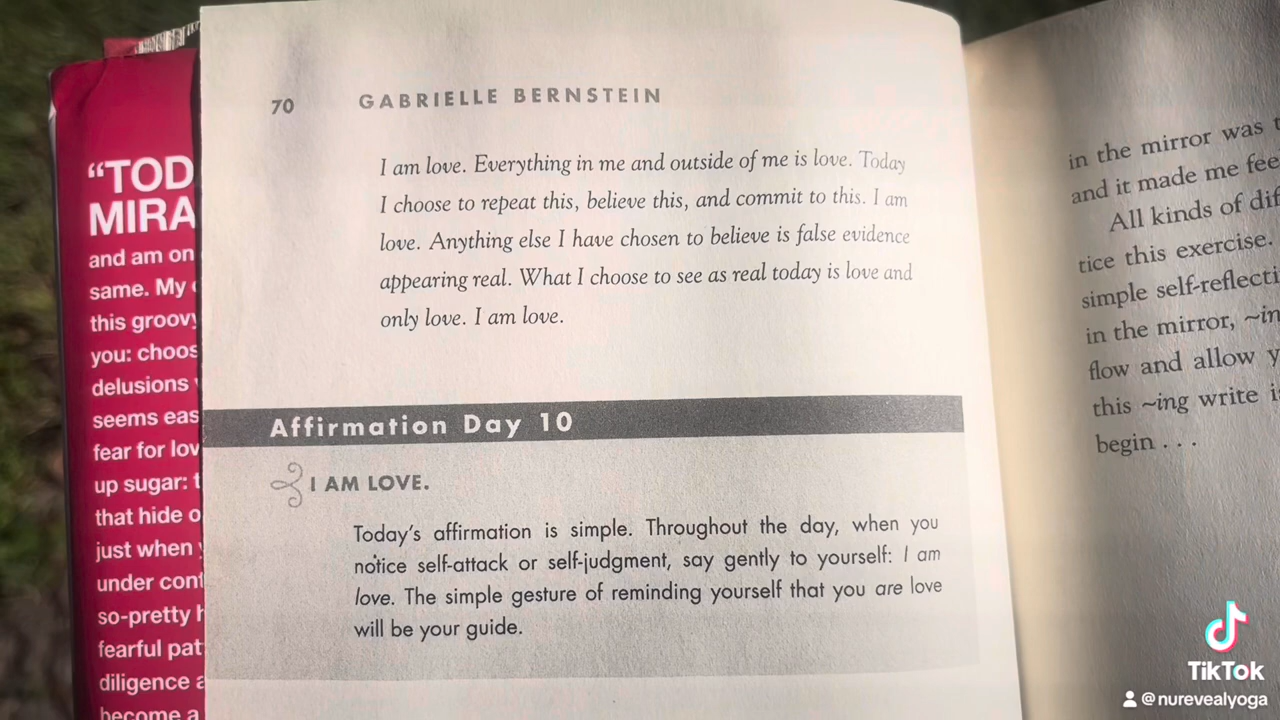 70 GABRIELLE BERNSTEIN
I am love. Everything in me and outside of me is love. Today
I choose to repeat this, believe this, and commit to this. I am
love. Anything else I have chosen to believe is false evidence
appearing real. What I choose to see as real today is love and
only love. I am love.
Affirmation Day 10
I AM LOVE.
Today's affirmation is simple. Throughout the day, when you
notice self-attack or self-judgment, say gently to yourself: I am
love. The simple gesture of reminding yourself that you are love
will be your guide.
“TOD
MIRA
and am on
same. My
this groovy
you: choos
delusions
seems eas
fear for lov
up sugar: t
that hide o
just when
under cont
so-pretty h
fearful pat
diligence a
become a
in the mirror was
and it made me fee
All kinds of dif
tice this exercise.
simple self-reflecti
in the mirror, ~in
flow and allow y
this ~ing write i
begin . . .
TikTok
@nurevealyoga